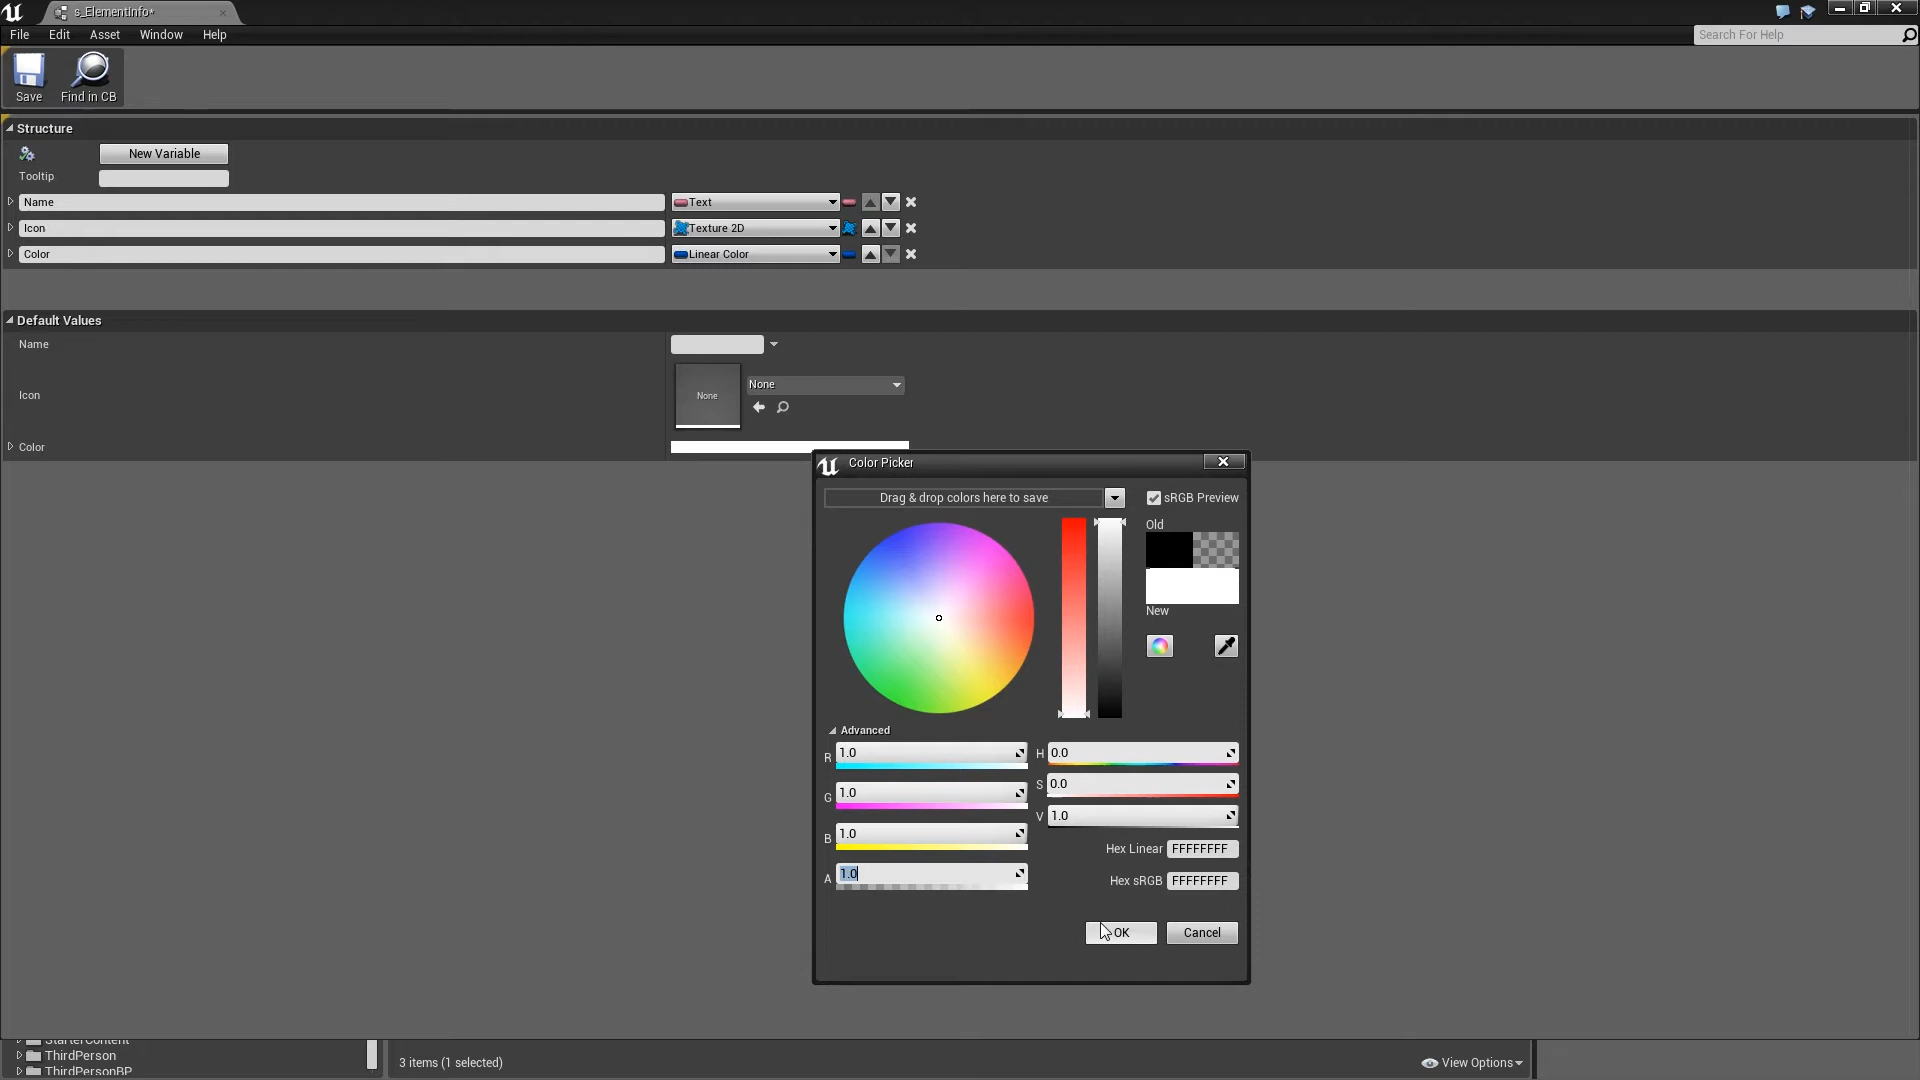 s_ElementInfo*
File Edit Asset Window Help
Search For Help
Save Find in CB
Structure
New Variable
Tooltip
Name Text
Icon Texture 2D
Color Linear Color
Default Values
Name
Icon None None
Color
Color Picker
Drag & drop colors here to save sRGB Preview
Old
New
Advanced
R 1.0 H 0.0
G 1.0 S 0.0
B 1.0 V 1.0
Hex Linear FFFFFFFF
A 1.0 Hex sRGB FFFFFFFF
OK Cancel
StarterContent
ThirdPerson 3 items (1 selected) View Options
ThirdPersonBP